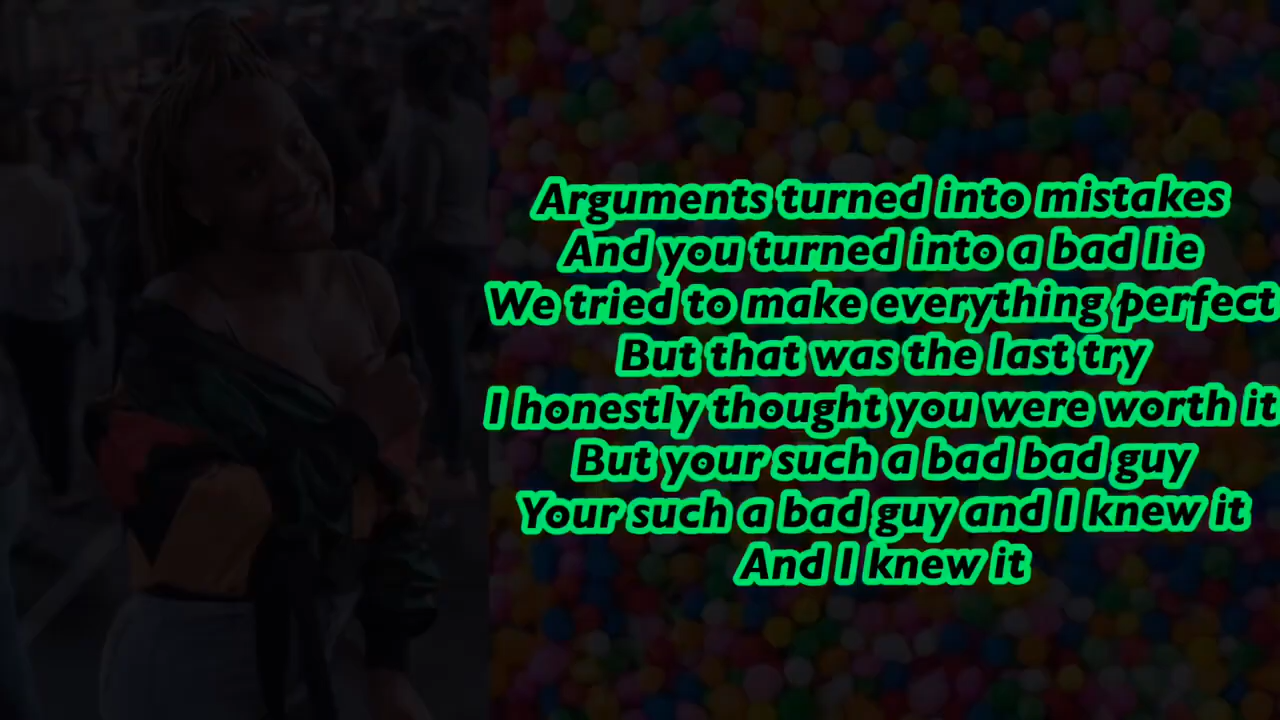 Arguments turned into mistakes
And you turned into a bad lie
We tried to make everything perfect
But that was the last try
I honestly thought you were worth it
But your such a bad bad guy
Your such a bad guy and I knew it
And I knew it